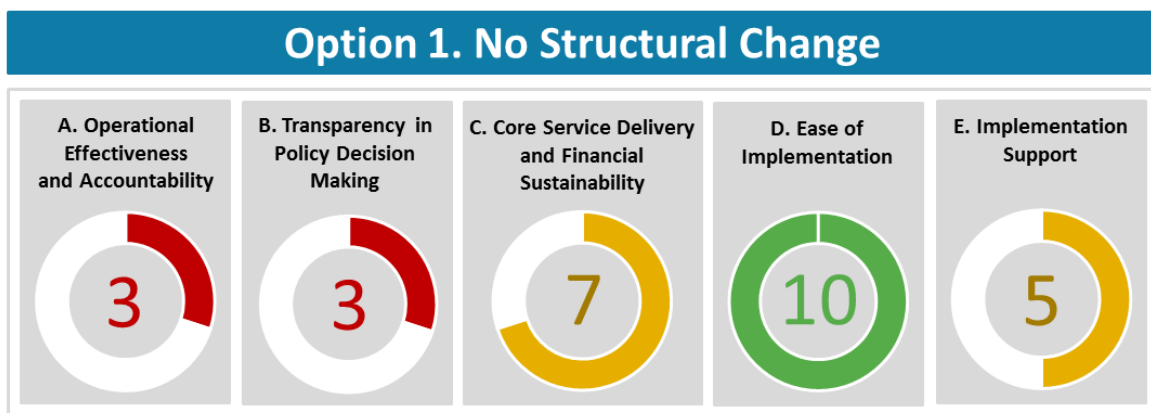 Option 1. No Structural Change
A. Operational
Effectiveness
and Accountability
3
B. Transparency in
Policy Decision
Making
3
C. Core Service Delivery
and Financial
Sustainability
7
D. Ease of
Implementation
10
E. Implementation
Support
5